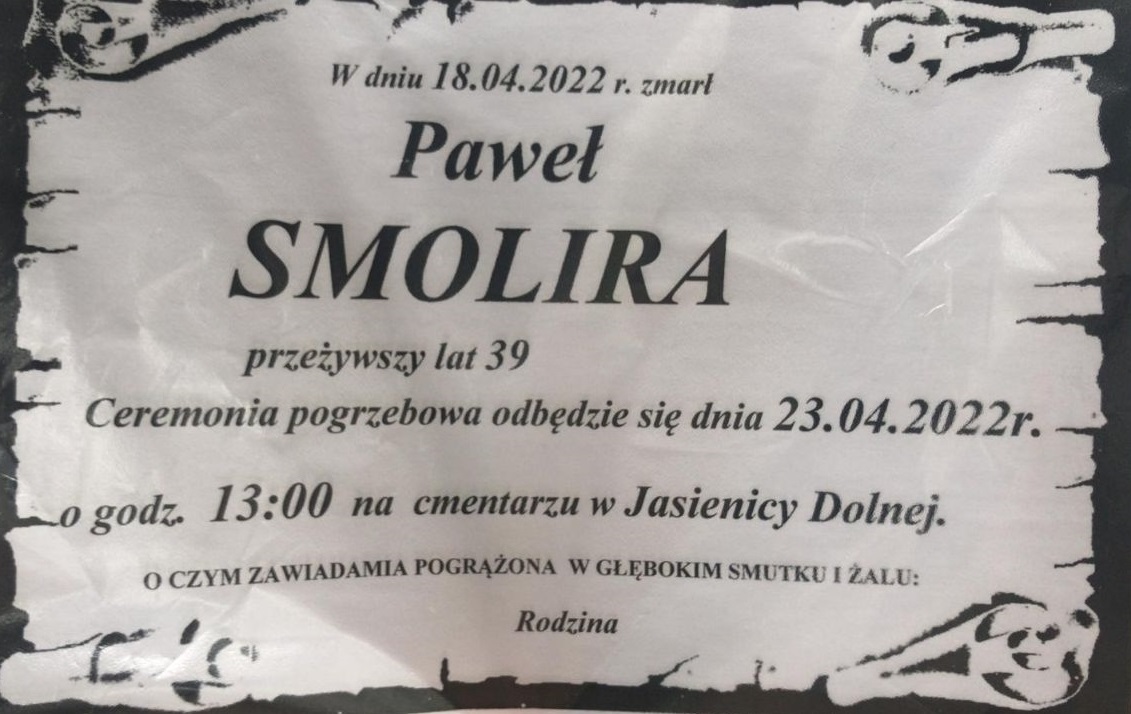 W dniu 18.04.2022 r. zmarł
Paweł
SMOLIRA
przeżywszy lat 39
Ceremonia pogrzebowa odbędzie się dnia 23.04.2022r.
o godz. 13:00 na cmentarzu w Jasienicy Dolnej.
O CZYM ZAWIADAMIA POGRĄŻONA W GŁĘBOKIM SMUTKU I ŻALU:
Rodzina